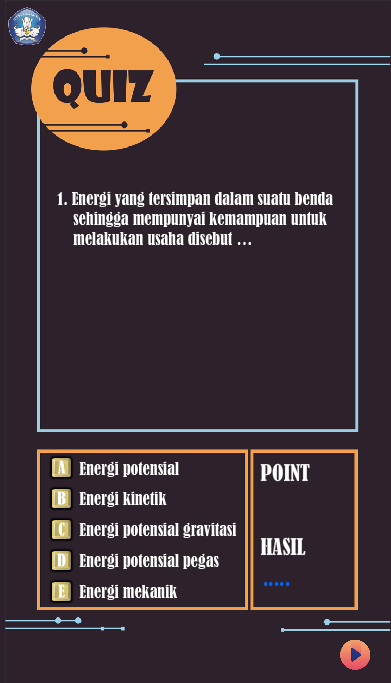 QUIZ
1. Energi yang tersimpan dalam suatu benda
sehingga mempunyai kemampuan untuk
melakukan usaha disebut ...
A Energi potensial
B Energi kinetik
C Energi potensial gravitasi
D Energi potensial pegas
E Energi mekanik
POINT
HASIL
.....